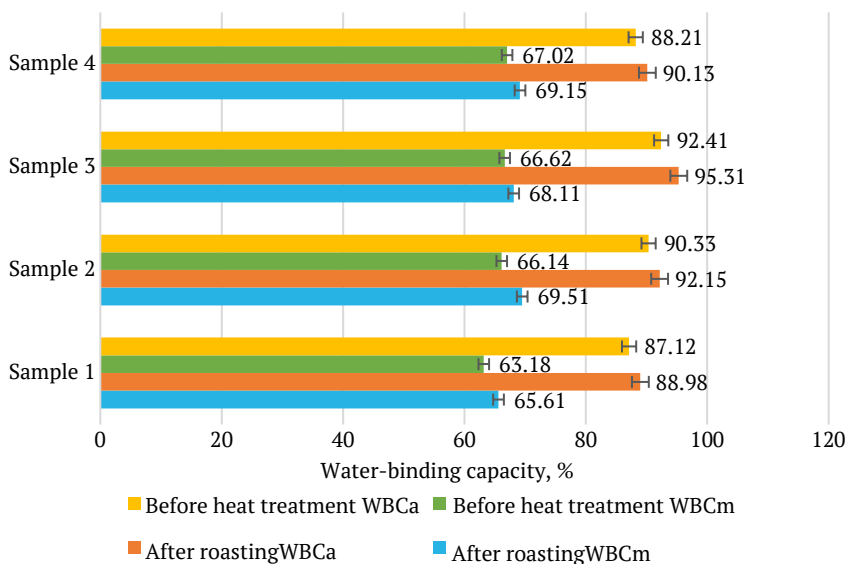 88.21
Sample 4
67.02
90.13
69.15
92.41
Sample 3
66.62
95.31
68.11
90.33
Sample 2
66.14
92.15
69.51
87.12
Sample 1
63.18
88.98
65.61
0 20 40 60 80 100 120
Water-binding capacity, %
Before heat treatment WBCa Before heat treatment WBCm
After roastingWBCa After roastingWBCm